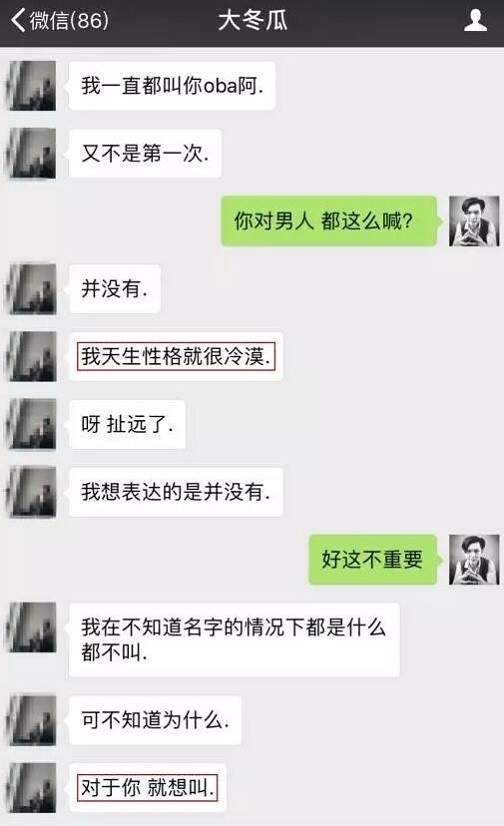 微信(86)
大冬瓜
我一直都叫你oba阿.
又不是第一次.
你对男人 都这么喊?
并没有.
我天生性格就很冷漠.
呀 扯远了.
我想表达的是并没有.
好这不重要
我在不知道名字的情况下都是什么
都不叫.
可不知道为什么.
对于你 就想叫.